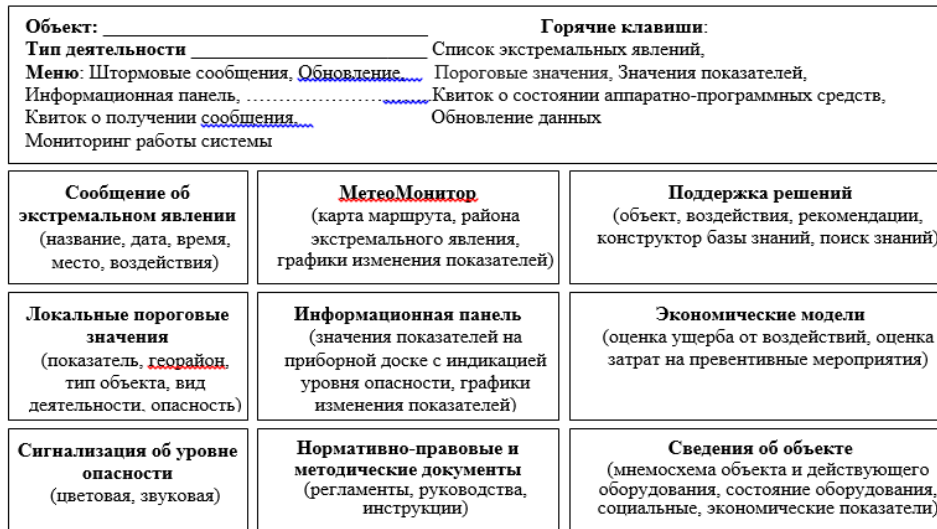 Объект: ___________________________________ Горячие клавиши:
Тип деятельности _________________________ Список экстремальных явлений,
Меню: Штормовые сообщения, Обновление, Пороговые значения, Значения показателей,
Информационная панель, ………………………… Квиток о состоянии аппаратно-программных средств,
Квиток о получении сообщения, Обновление данных
Мониторинг работы системы
Сообщение об
экстремальном явлении
(название, дата, время,
место, воздействия)
МетеоМонитор
(карта маршрута, района
экстремального явления,
графики изменения показателей)
Поддержка решений
(объект, воздействия, рекомендации,
конструктор базы знаний, поиск знаний)
Локальные пороговые
значения
(показатель, георайон,
тип объекта, вид
деятельности, опасность)
Информационная панель
(значения показателей на
приборной доске с индикацией
уровня опасности, графики
изменения показателей)
Экономические модели
(оценка ущерба от воздействий, оценка
затрат на превентивные мероприятия)
Сигнализация об уровне
опасности
(цветовая, звуковая)
Нормативно-правовые и
методические документы
(регламенты, руководства,
инструкции)
Сведения об объекте
(мнемосхема объекта и действующего
оборудования, состояние оборудования,
социальные, экономические показатели)